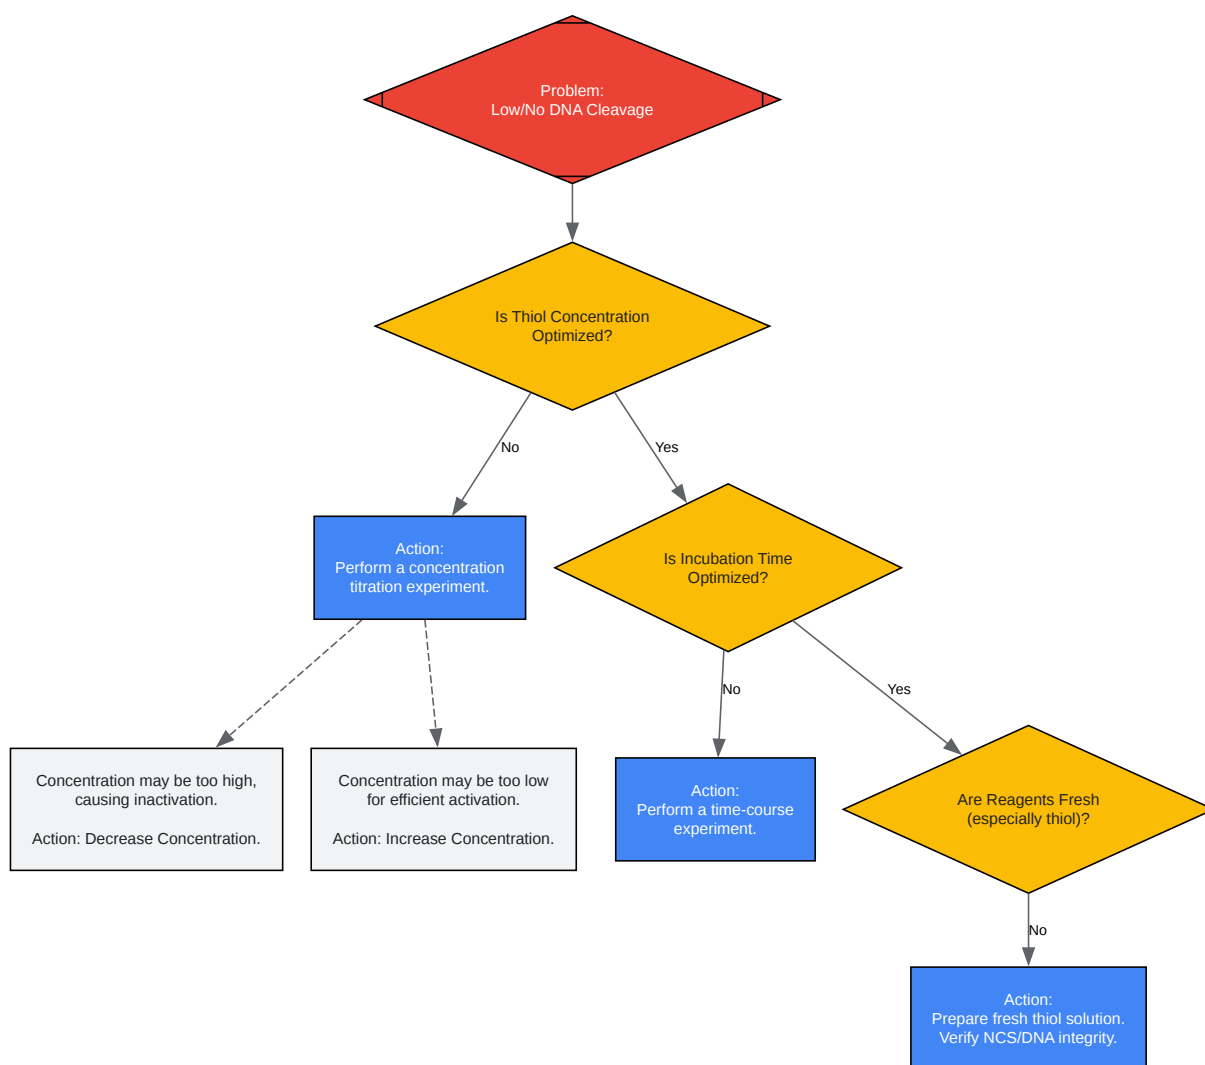 Problem:
Low/No DNA Cleavage
Is Thiol Concentration
Optimized?
No
Yes
Action:
Perform a concentration
titration experiment.
Is Incubation Time
Optimized?
No
Yes
Concentration may be too high,
causing inactivation.
Action: Decrease Concentration.
Concentration may be too low
for efficient activation.
Action: Increase Concentration.
Action:
Perform a time-course
experiment.
Are Reagents Fresh
(especially thiol)?
No
Action:
Prepare fresh thiol solution.
Verify NCS/DNA integrity.